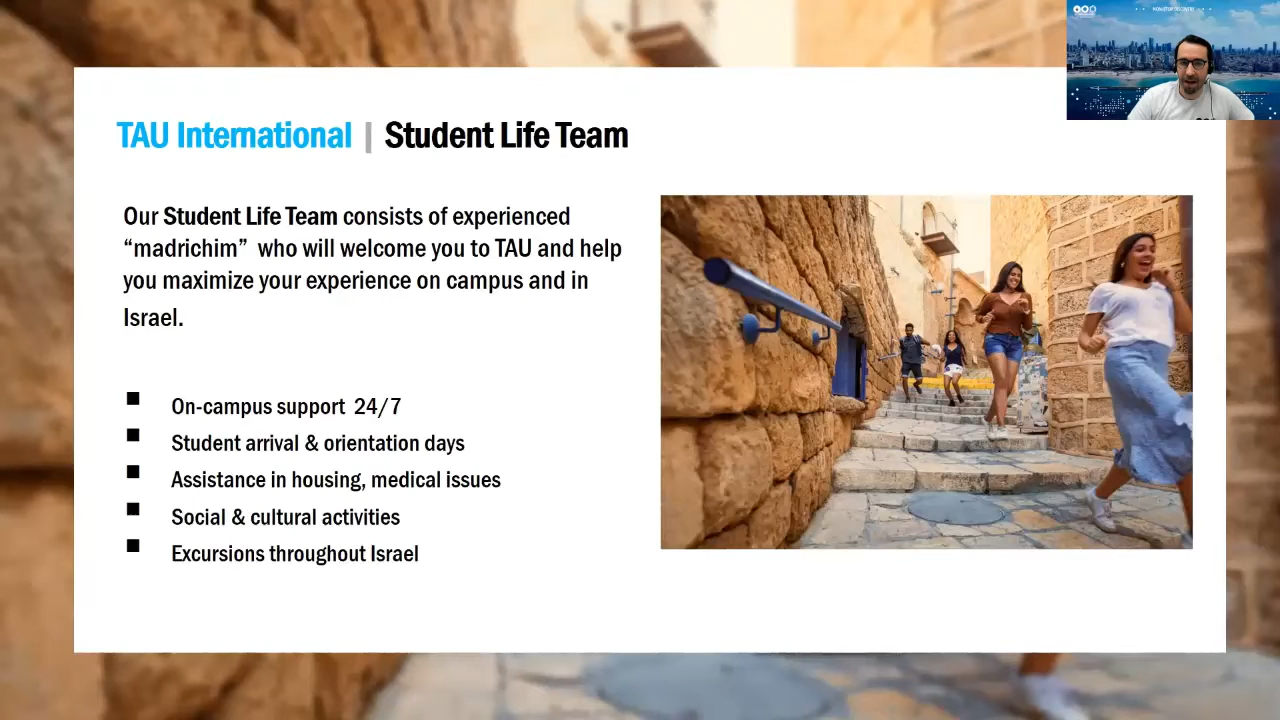 TAU International | Student Life Team
Our Student Life Team consists of experienced
“madrichim” who will welcome you to TAU and help
you maximize your experience on campus and in
Israel.
On-campus support 24/7
Student arrival & orientation days
Assistance in housing, medical issues
Social & cultural activities
Excursions throughout Israel